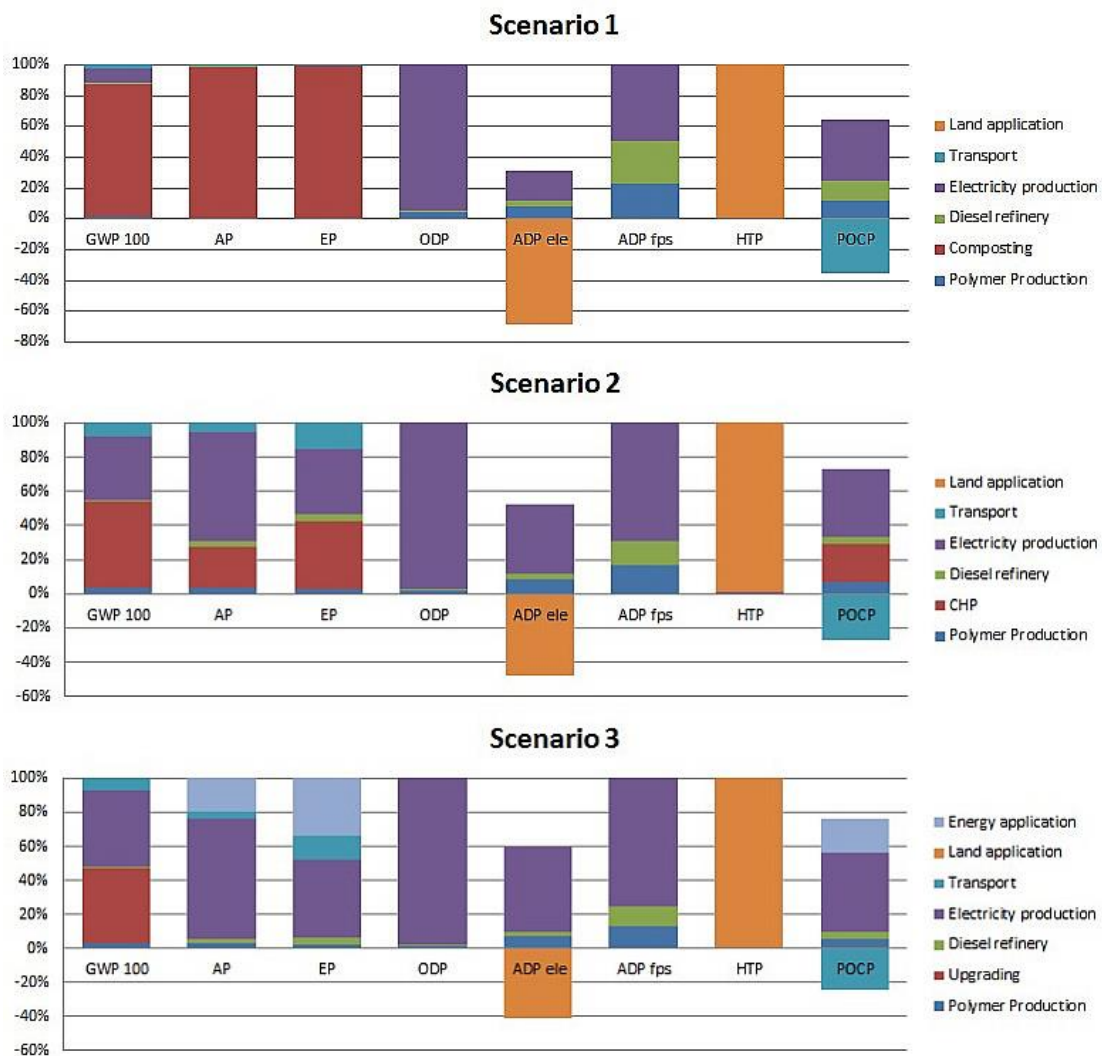 Scenario 1
100%
80%
60%
40%
20%
0%
-20%
-40%
-60%
-80%
GWP 100 AP EP ODP ADP ele ADP fps HTP POCP
Land application
Transport
Electricity production
Diesel refinery
Composting
Polymer Production
Scenario 2
100%
80%
60%
40%
20%
0%
-20%
-40%
-60%
GWP 100 AP EP ODP ADP ele ADP fps HTP POCP
Land application
Transport
Electricity production
Diesel refinery
CHP
Polymer Production
Scenario 3
100%
80%
60%
40%
20%
0%
-20%
-40%
-60%
GWP 100 AP EP ODP ADP ele ADP fps HTP POCP
Energy application
Land application
Transport
Electricity production
Diesel refinery
Upgrading
Polymer Production